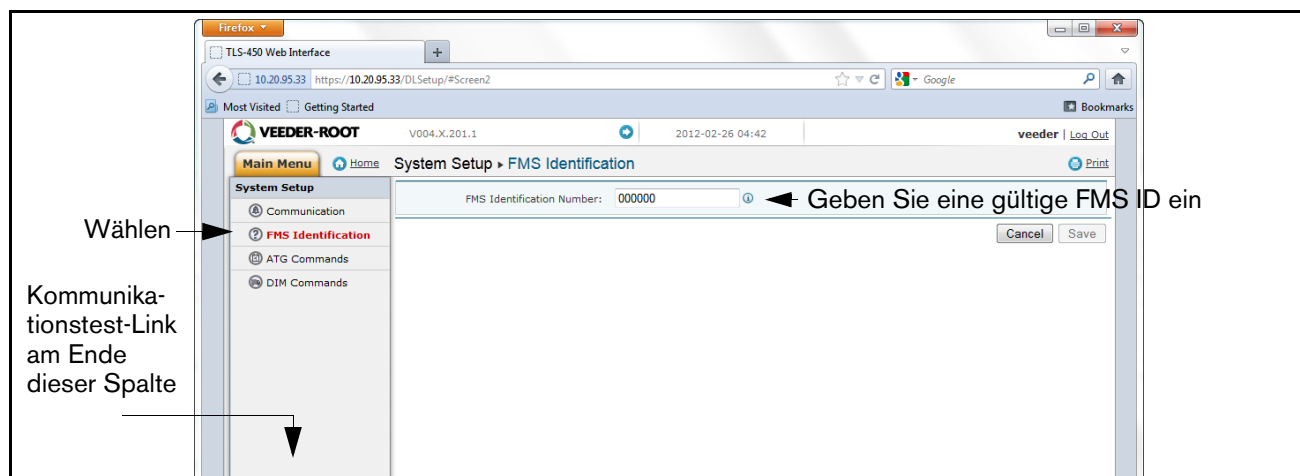 Firefox
TLS-450 Web Interface
10.20.95.33 https://10.20.95.33/DLSetup/#Screen2
Google
Most Visited Getting Started
Bookmarks
VEEDER-ROOT V004.X.201.1 2012-02-26 04:42 veeder | Log Out
Main Menu Home System Setup ▸ FMS Identification Print
System Setup
FMS Identification Number: 000000
Geben Sie eine gültige FMS ID ein
Communication
Wählen
FMS Identification
Cancel Save
ATG Commands
DIM Commands
Kommunika-
tionstest-Link
am Ende
dieser Spalte